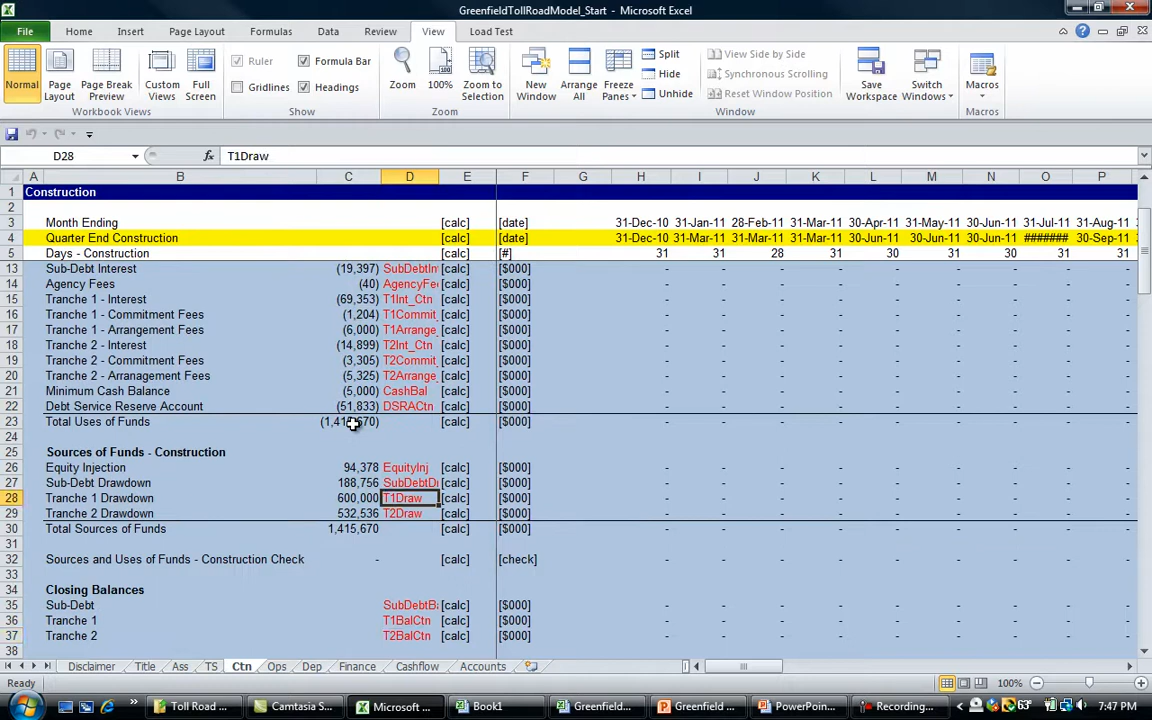 GreenfieldTollRoadModel_Start - Microsoft Excel
File Home Insert Page Layout Formulas Data Review View Load Test
Normal Page Layout Page Break Preview Custom Views Full Screen
Ruler Formula Bar
Gridlines Headings
Zoom 100% Zoom to Selection
New Window Arrange All Freeze Panes
Split
Hide
Unhide
View Side by Side
Synchronous Scrolling
Reset Window Position
Save Workspace Switch Windows Macros
Workbook Views Show Zoom Window Macros
D28 fx T1Draw
A B C D E F G H I J K L M N O P
1 Construction
2
3 Month Ending [calc] [date] 31-Dec-10 31-Jan-11 28-Feb-11 31-Mar-11 30-Apr-11 31-May-11 30-Jun-11 31-Jul-11 31-Aug-11
4 Quarter End Construction [calc] [date] 31-Dec-10 31-Mar-11 31-Mar-11 31-Mar-11 30-Jun-11 30-Jun-11 30-Jun-11 ####### 30-Sep-11
5 Days - Construction [calc] [#] 31 31 28 31 30 31 30 31 31
13 Sub-Debt Interest (19,397) SubDebtIn [calc] [$000] - - - - - - - - -
14 Agency Fees (40) AgencyFe [calc] [$000] - - - - - - - - -
15 Tranche 1 - Interest (69,353) T1Int_Ctn [calc] [$000] - - - - - - - - -
16 Tranche 1 - Commitment Fees (1,204) T1Commit_ [calc] [$000] - - - - - - - - -
17 Tranche 1 - Arrangement Fees (6,000) T1Arrange_ [calc] [$000] - - - - - - - - -
18 Tranche 2 - Interest (14,899) T2Int_Ctn [calc] [$000] - - - - - - - - -
19 Tranche 2 - Commitment Fees (3,305) T2Commit_ [calc] [$000] - - - - - - - - -
20 Tranche 2 - Arranagement Fees (5,325) T2Arrange_ [calc] [$000] - - - - - - - - -
21 Minimum Cash Balance (5,000) CashBal [calc] [$000] - - - - - - - - -
22 Debt Service Reserve Account (51,833) DSRACtn [calc] [$000] - - - - - - - - -
23 Total Uses of Funds [calc] [$000] - - - - - - - - -
24
25 Sources of Funds - Construction
26 Equity Injection 94,378 EquityInj [calc] [$000] - - - - - - - - -
27 Sub-Debt Drawdown 188,756 SubDebtDr [calc] [$000] - - - - - - - - -
28 Tranche 1 Drawdown 600,000 T1Draw [calc] [$000] - - - - - - - - -
29 Tranche 2 Drawdown 532,536 T2Draw [calc] [$000] - - - - - - - - -
30 Total Sources of Funds 1,415,670 [calc] [$000] - - - - - - - - -
31
32 Sources and Uses of Funds - Construction Check - [calc] [check] - - - - - - - - -
33
34 Closing Balances
35 Sub-Debt SubDebtBa [calc] [$000] - - - - - - - - -
36 Tranche 1 T1BalCtn [calc] [$000] - - - - - - - - -
37 Tranche 2 T2BalCtn [calc] [$000] - - - - - - - - -
38
Disclaimer Title Ass TS Ctn Ops Dep Finance Cashflow Accounts
Ready 100%
Toll Road ... Camtasia S... Microsoft ... Book1 Greenfield... Greenfield ... PowerPoin... Recording... 63° 7:47 PM